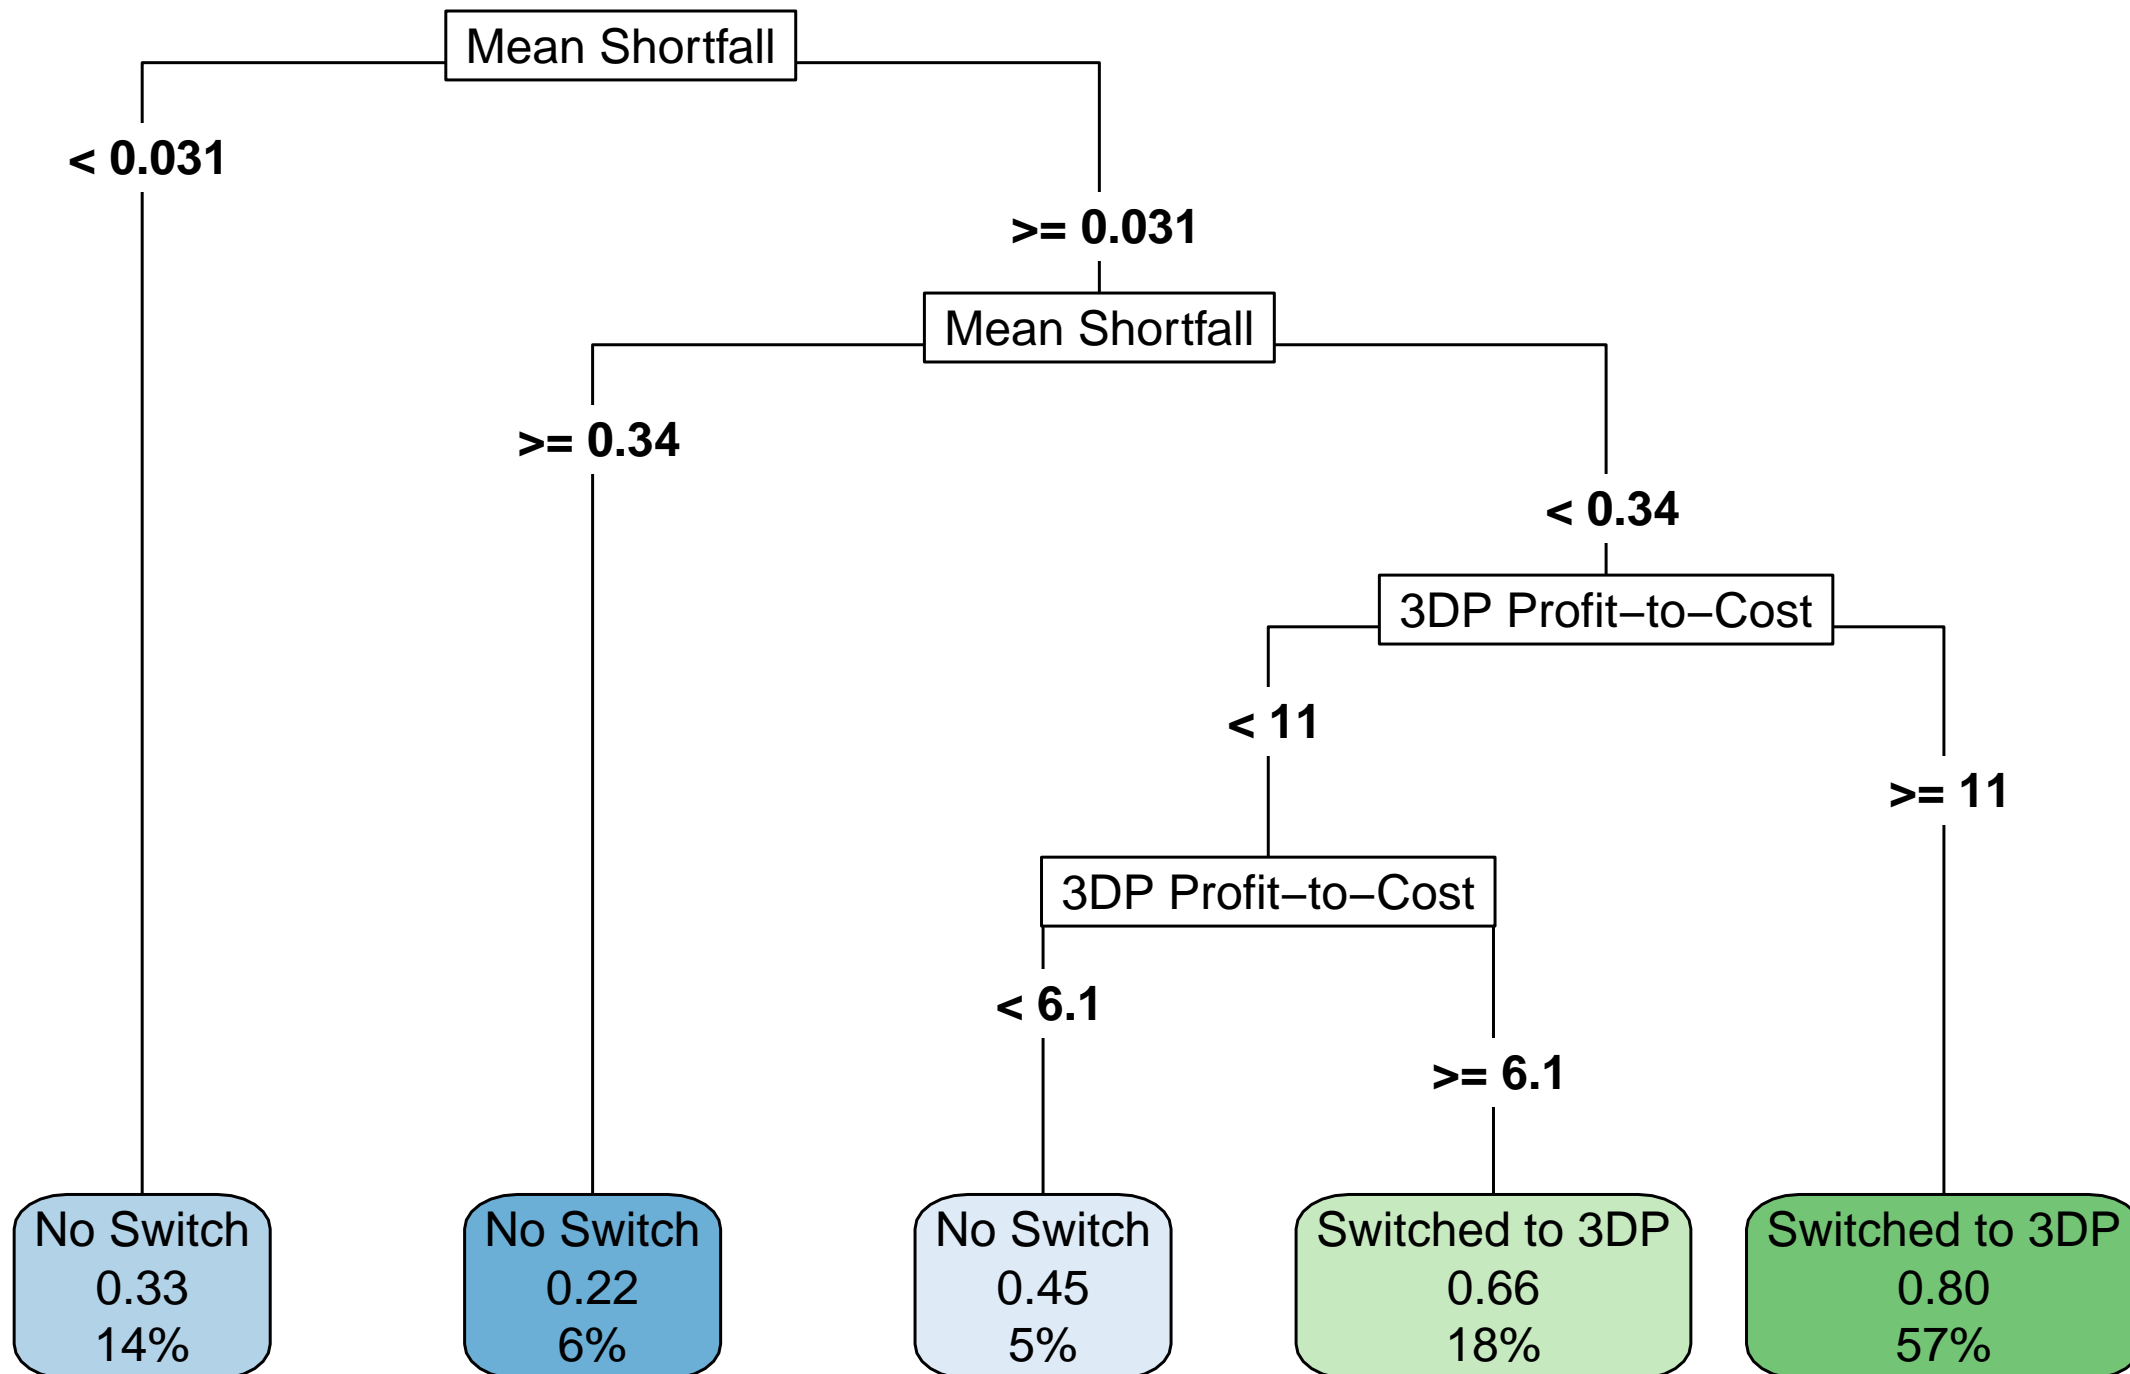 Mean Shortfall
< 0.031
>= 0.031
Mean Shortfall
>= 0.34
< 0.34
3DP Profit–to–Cost
< 11
>= 11
3DP Profit–to–Cost
< 6.1
>= 6.1
No Switch
0.33
14%
No Switch
0.22
6%
No Switch
0.45
5%
Switched to 3DP
0.66
18%
Switched to 3DP
0.80
57%